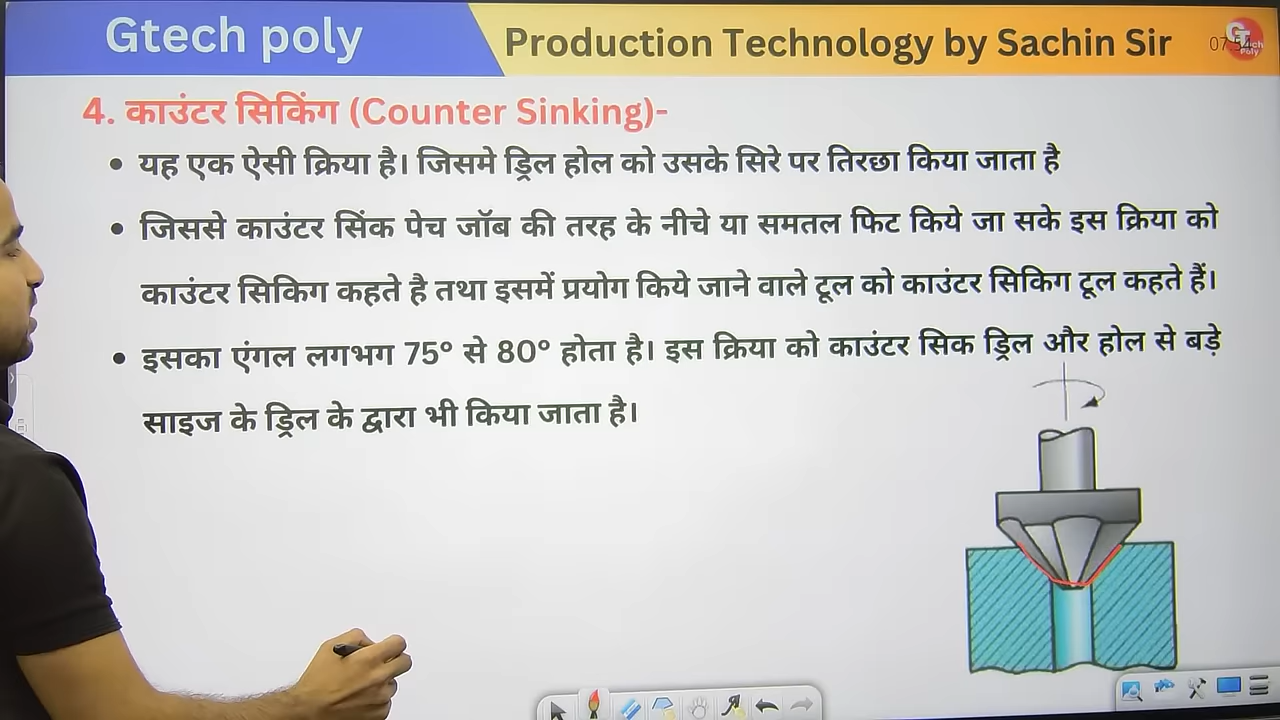 Gtech poly
Production Technology by Sachin Sir
4. काउंटर सिकिंग (Counter Sinking)-
• यह एक ऐसी क्रिया है। जिसमे ड्रिल होल को उसके सिरे पर तिरछा किया जाता है
• जिससे काउंटर सिंक पेच जॉब की तरह के नीचे या समतल फिट किये जा सके इस क्रिया को
काउंटर सिकिग कहते है तथा इसमें प्रयोग किये जाने वाले टूल को काउंटर सिकिग टूल कहते हैं।
• इसका एंगल लगभग 75° से 80° होता है। इस क्रिया को काउंटर सिक ड्रिल और होल से बड़े
साइज के ड्रिल के द्वारा भी किया जाता है।